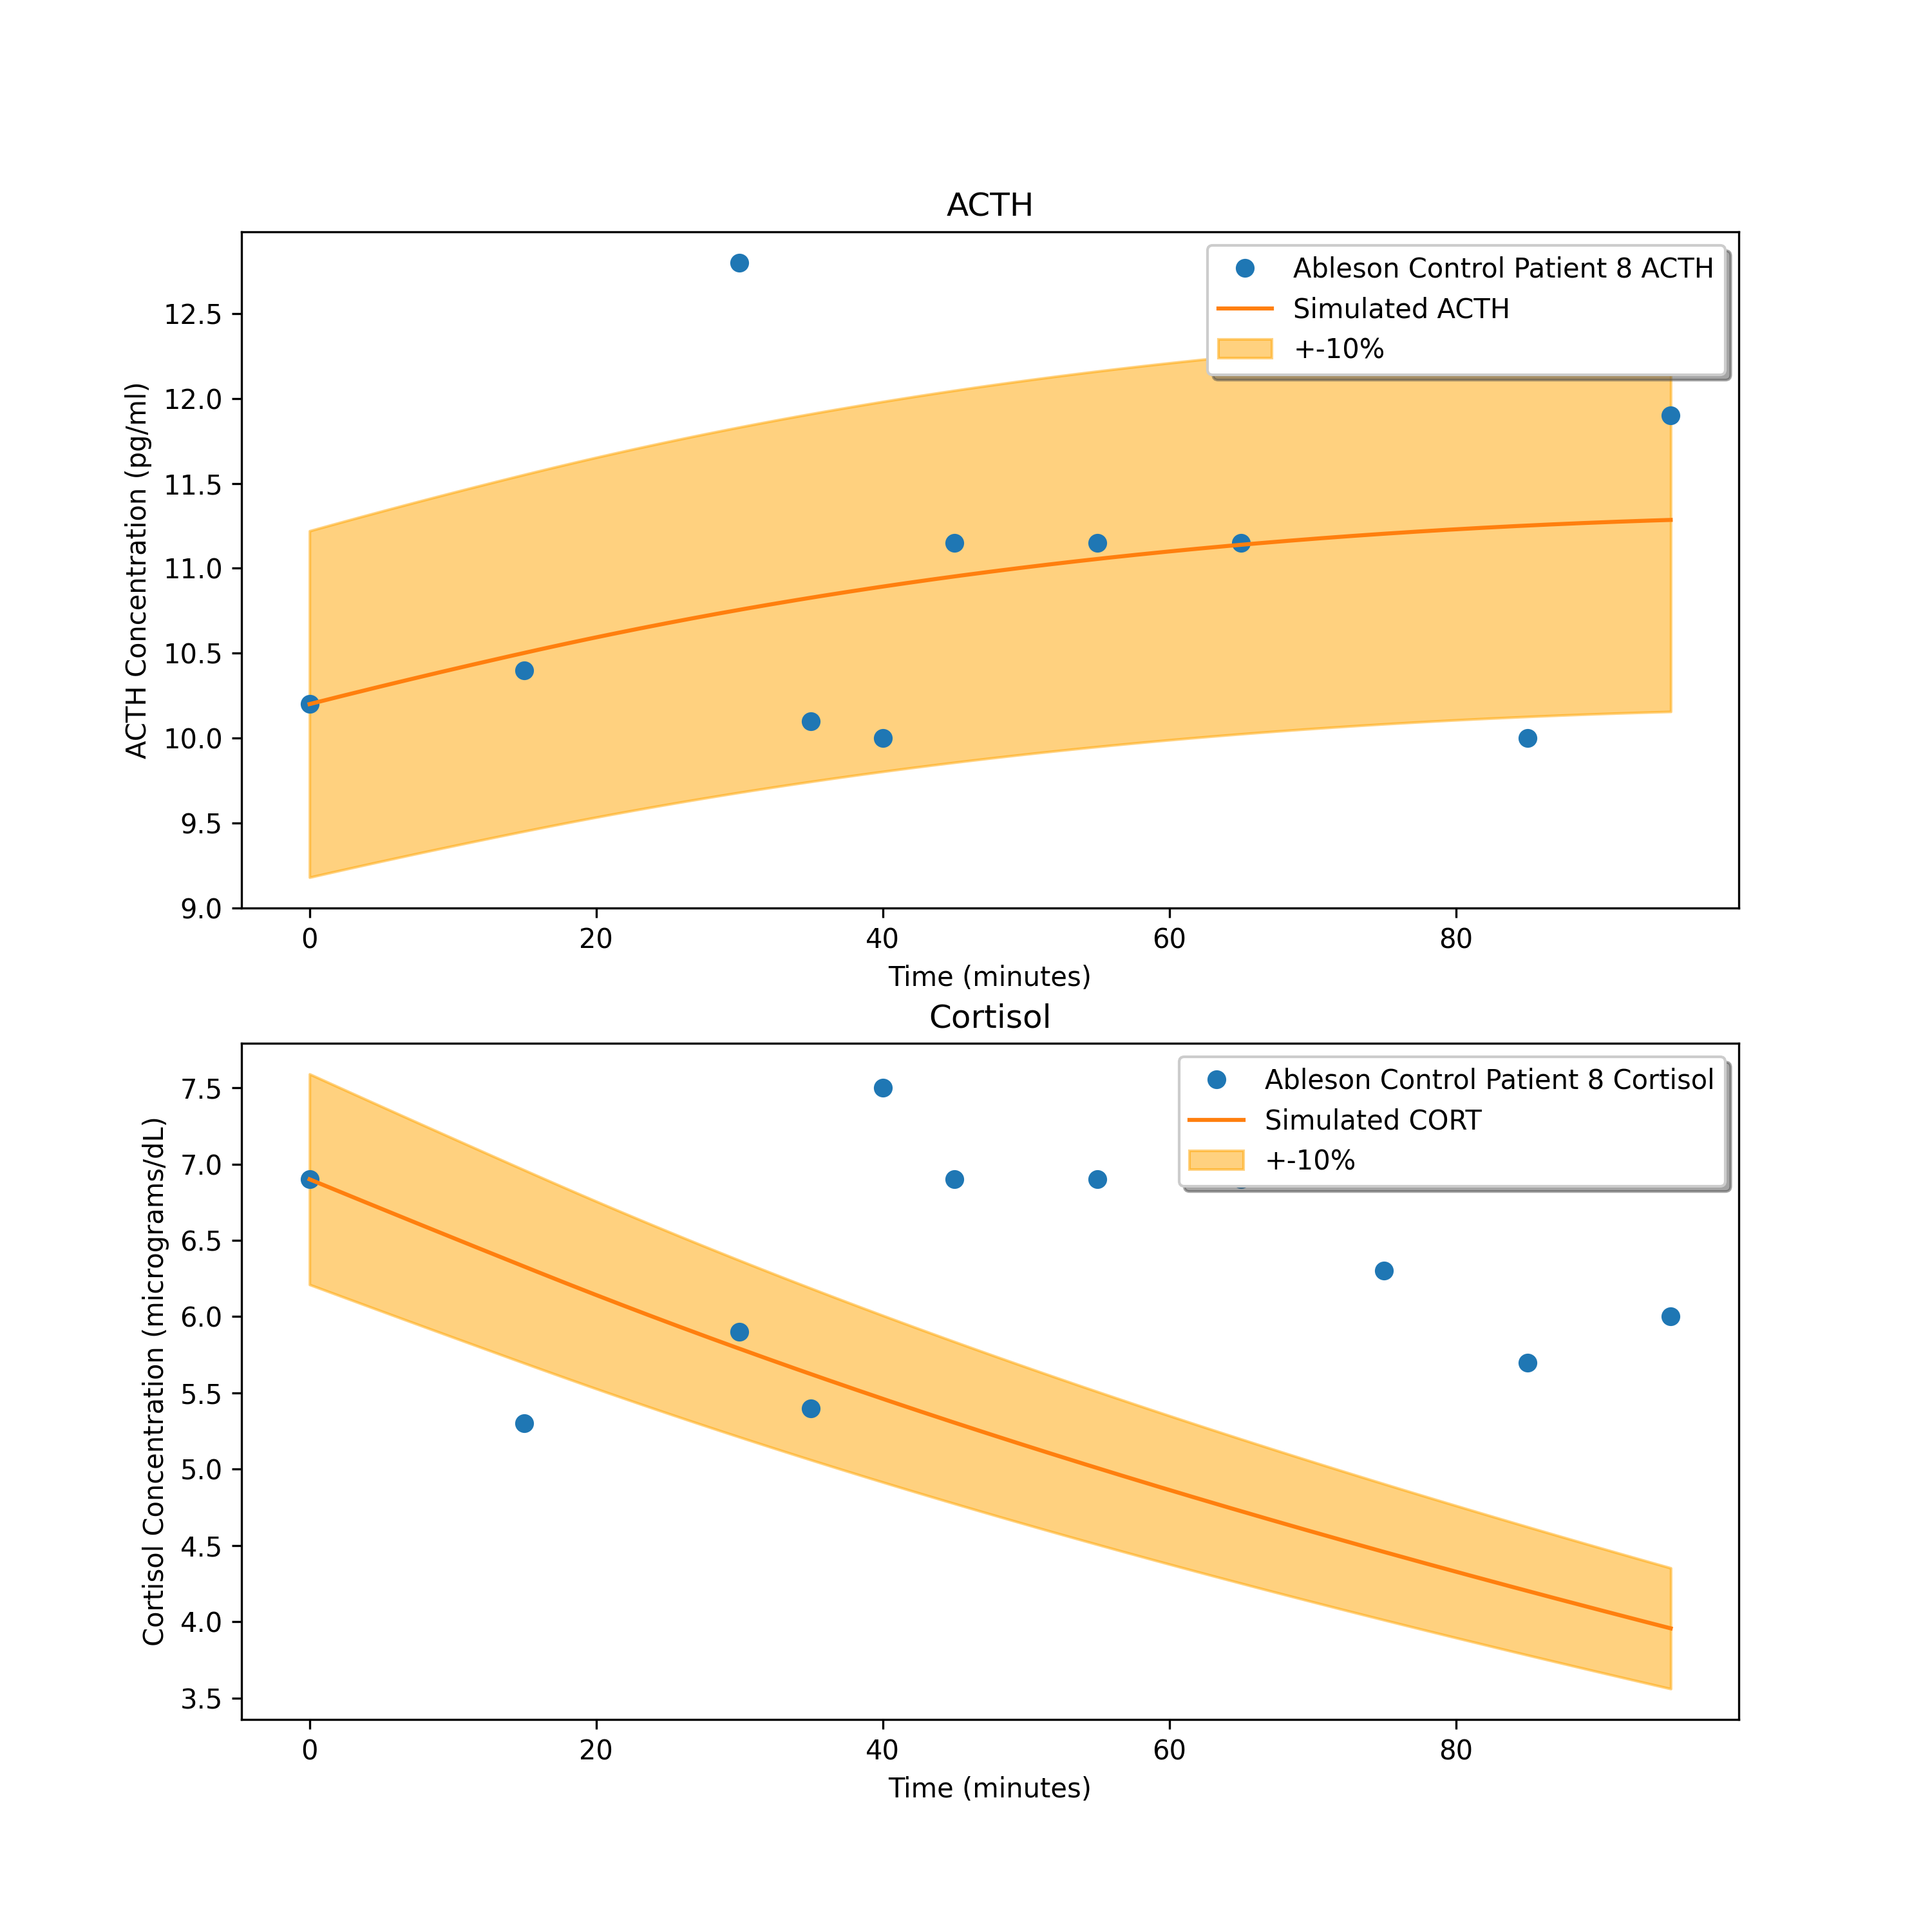 ACTH
Ableson Control Patient 8 ACTH
Simulated ACTH
+-10%
ACTH Concentration (pg/ml)
12.5
12.0
11.5
11.0
10.5
10.0
9.5
9.0
0 20 40 60 80
Time (minutes)
Cortisol
Ableson Control Patient 8 Cortisol
Simulated CORT
+-10%
Cortisol Concentration (micrograms/dL)
7.5
7.0
6.5
6.0
5.5
5.0
4.5
4.0
3.5
0 20 40 60 80
Time (minutes)